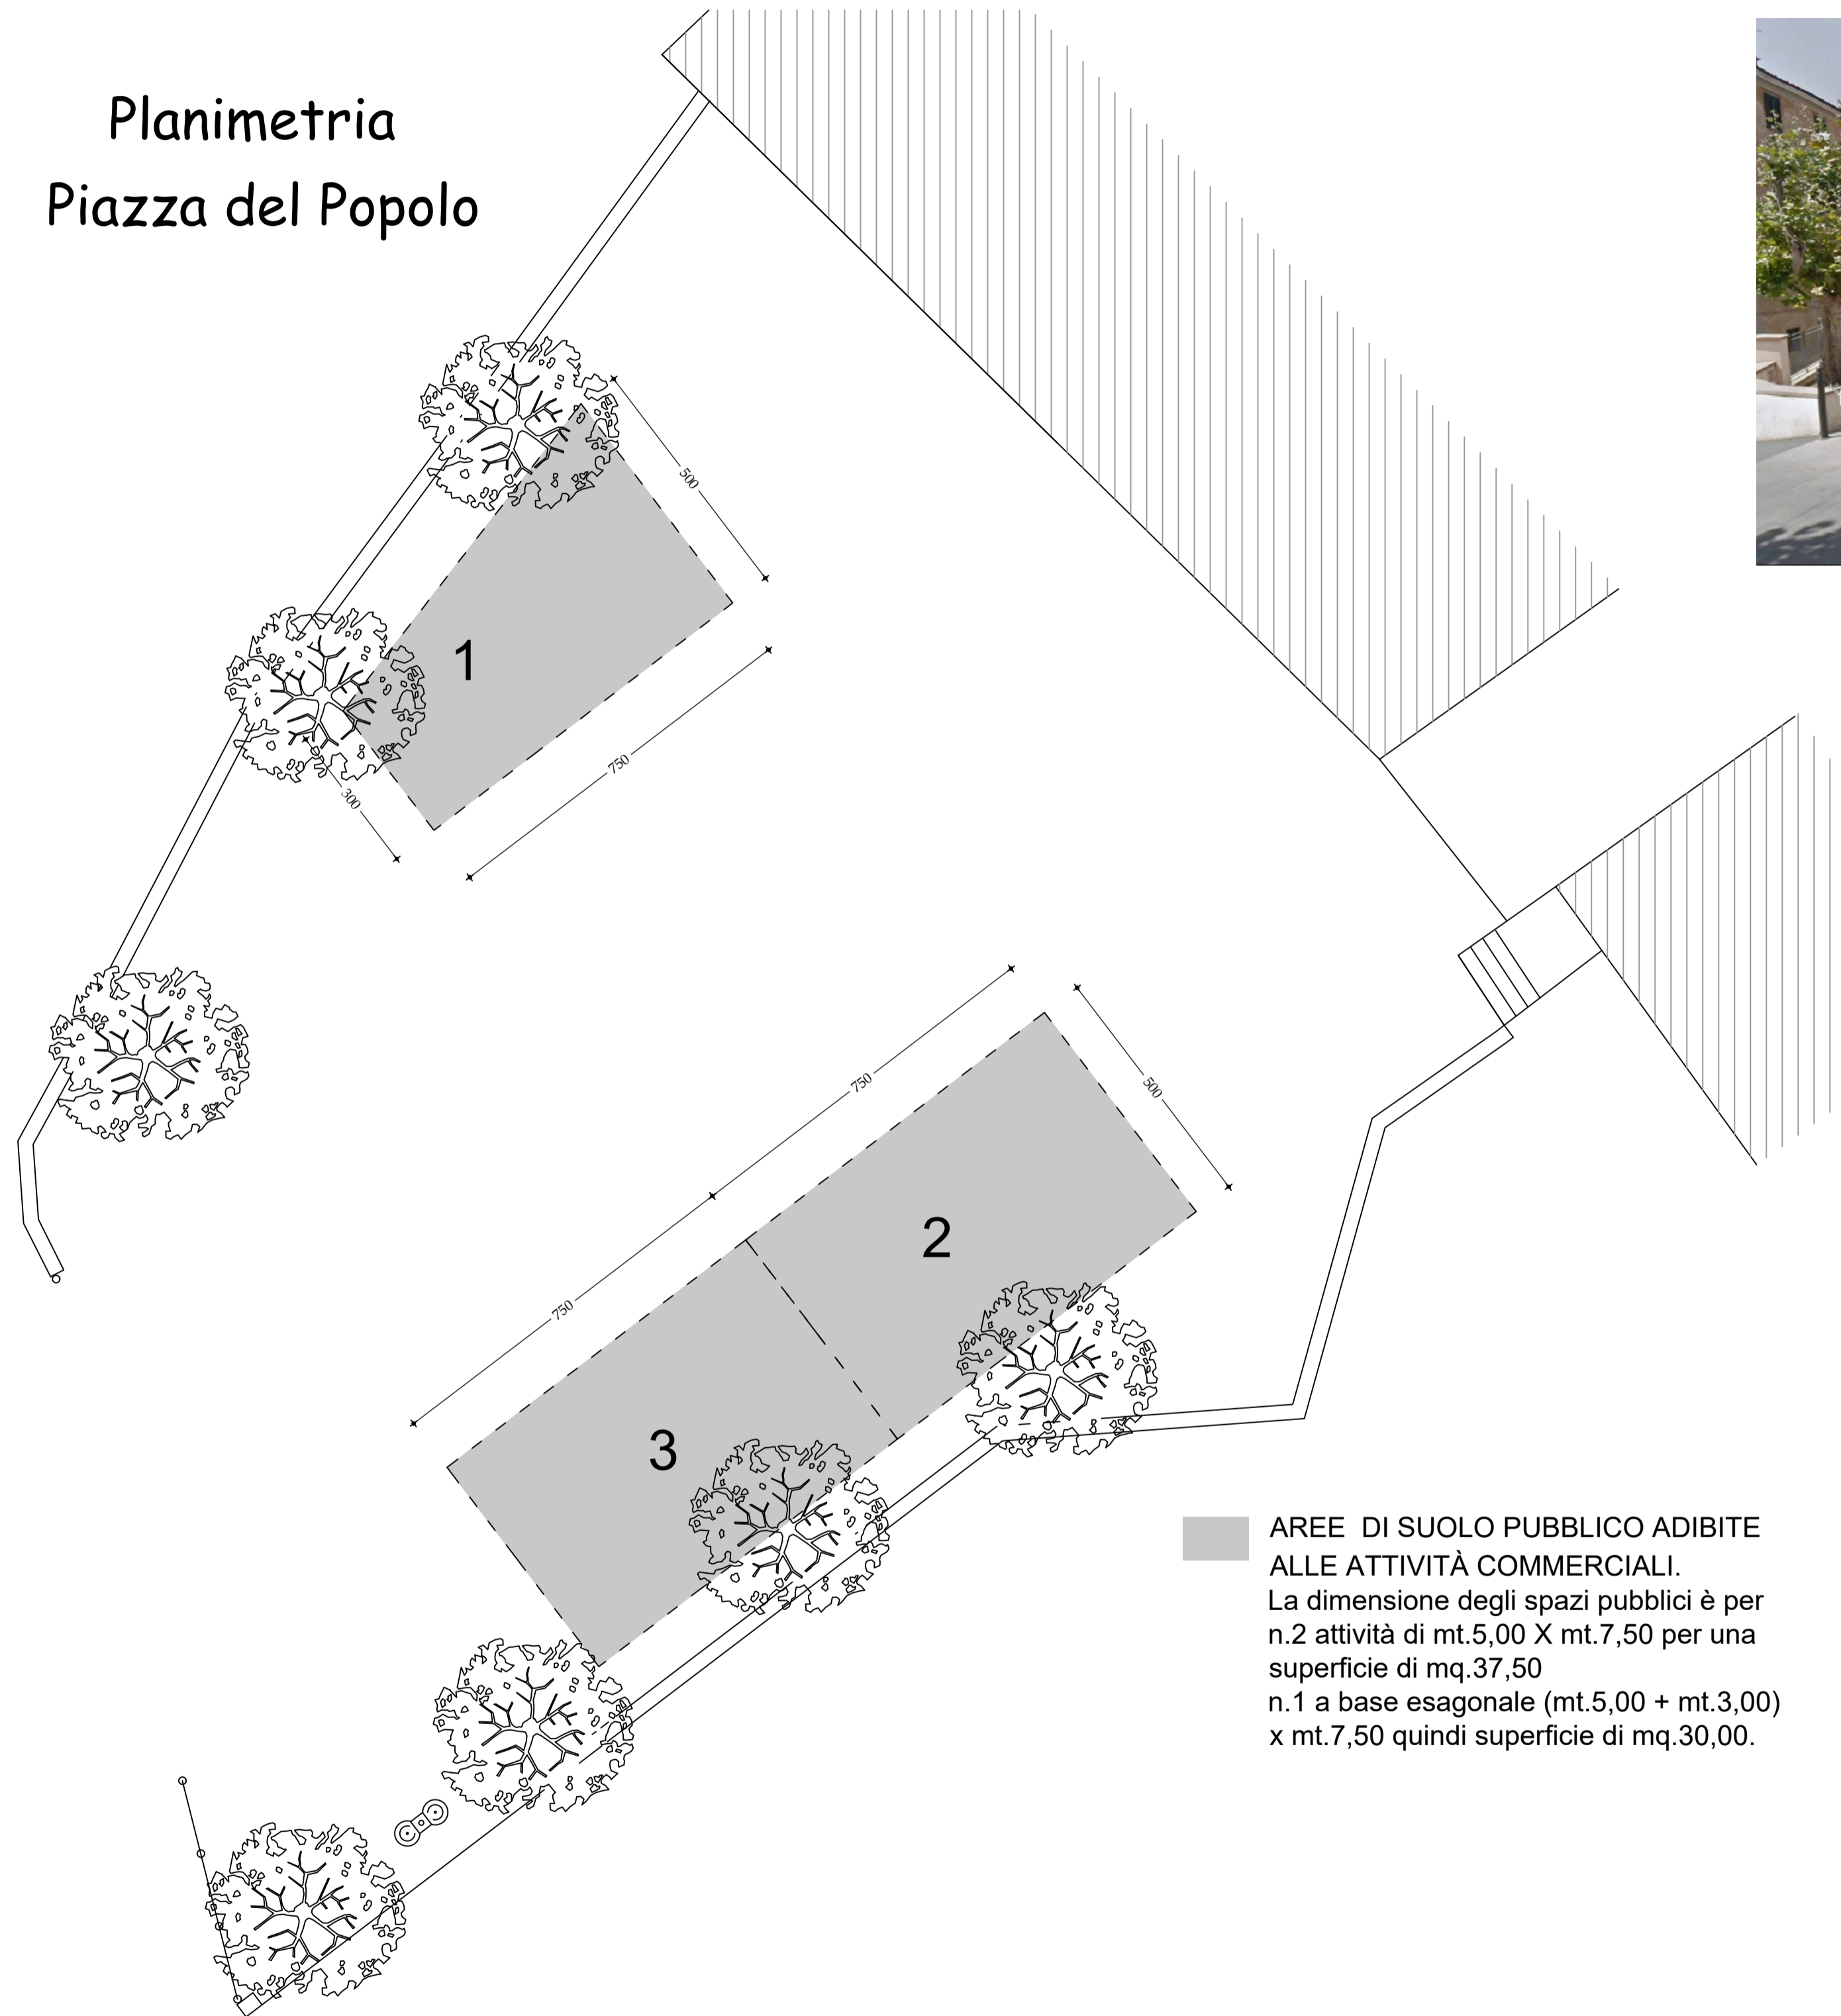 Planimetria
Piazza del Popolo
500
1
750
300
750
500
2
750
3
AREE DI SUOLO PUBBLICO ADIBITE
ALLE ATTIVITÀ COMMERCIALI.
La dimensione degli spazi pubblici è per
n.2 attività di mt.5,00 X mt.7,50 per una
superficie di mq.37,50
n.1 a base esagonale (mt.5,00 + mt.3,00)
x mt.7,50 quindi superficie di mq.30,00.